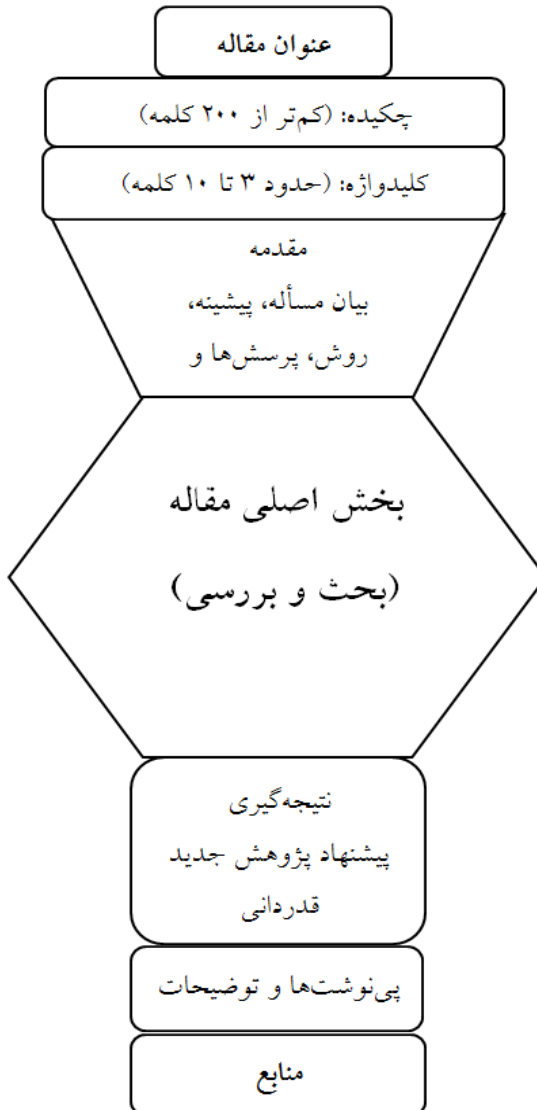 عنوان مقاله
چکیده: (کم‌تر از ۲۰۰ کلمه)
کلیدواژه: (حدود ۳ تا ۱۰ کلمه)
مقدمه
بیان مسأله، پیشینه،
روش، پرسش‌ها و
بخش اصلی مقاله
(بحث و بررسی)
نتیجه‌گیری
پیشنهاد پژوهش جدید
قدردانی
پی‌نوشت‌ها و توضیحات
منابع